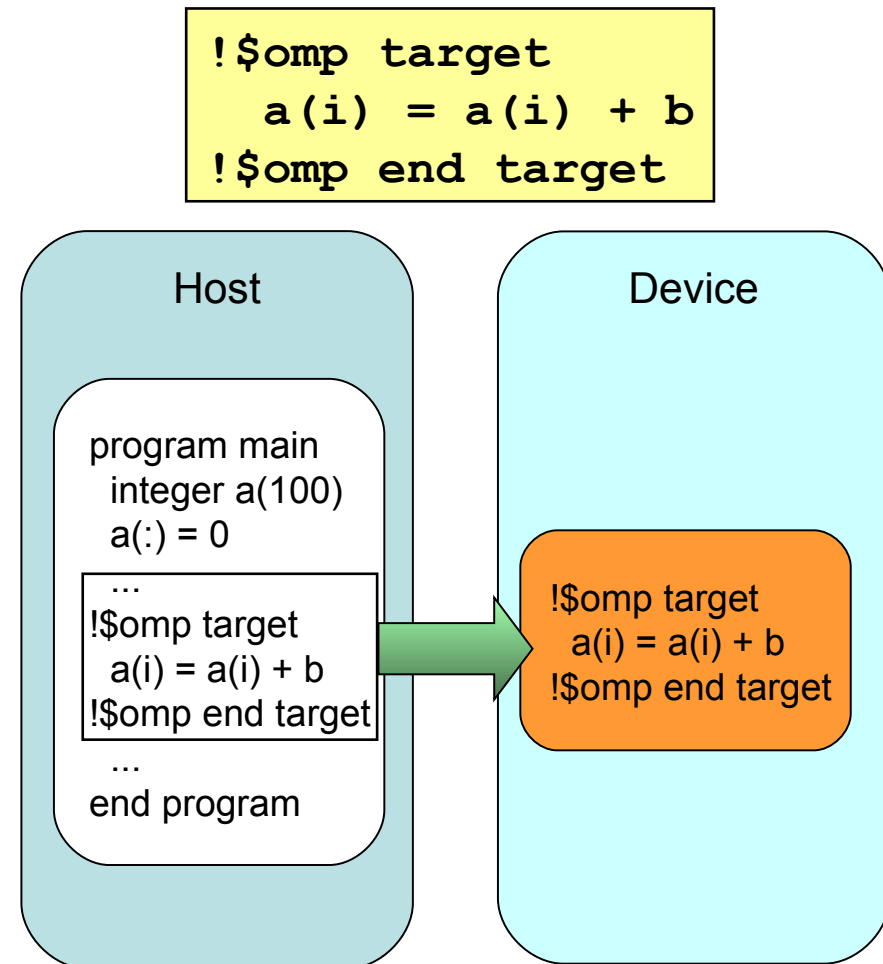 !$omp target
  a(i) = a(i) + b
!$omp end target
Host
program main
  integer a(100)
  a(:) = 0
  ...
!$omp target
  a(i) = a(i) + b
!$omp end target
  ...
end program
Device
!$omp target
  a(i) = a(i) + b
!$omp end target